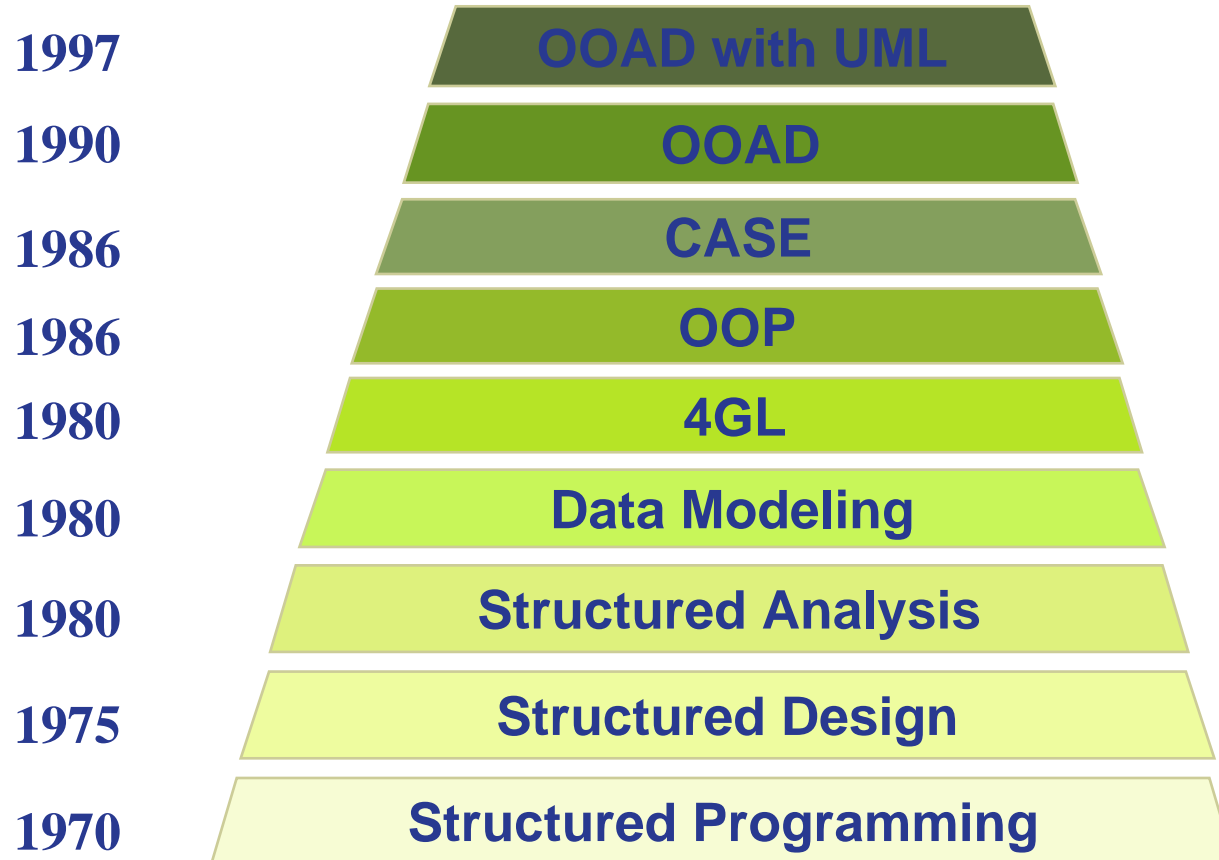 1997 OOAD with UML
1990 OOAD
1986 CASE
1986 OOP
1980 4GL
1980 Data Modeling
1980 Structured Analysis
1975 Structured Design
1970 Structured Programming